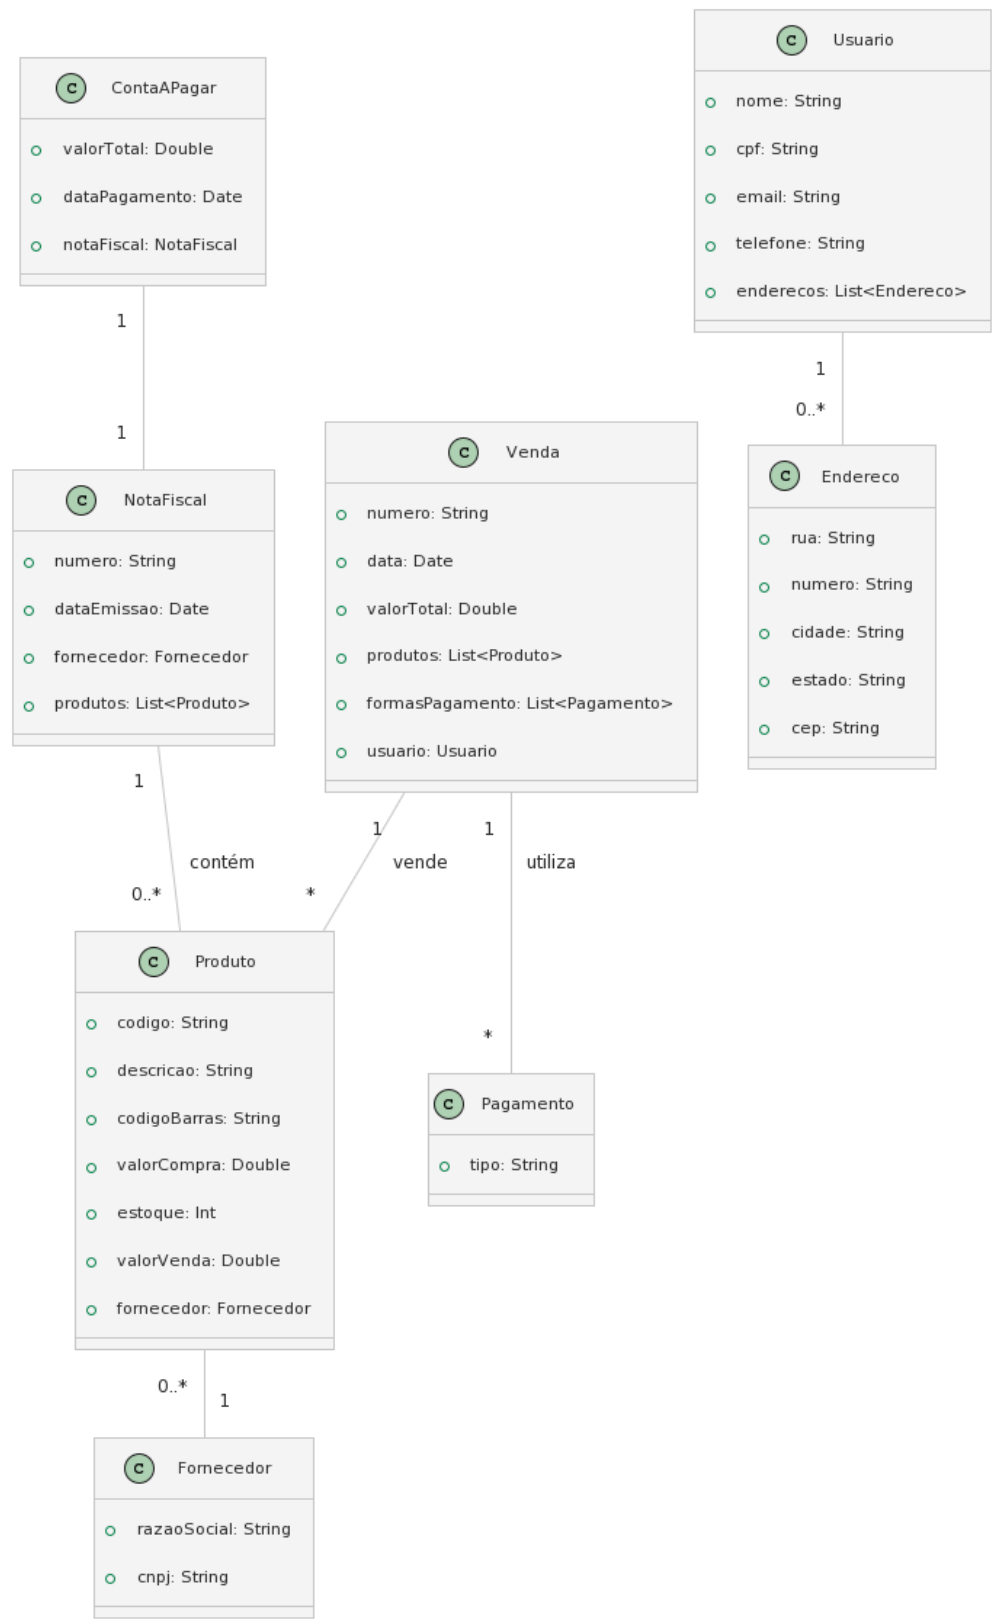 C Usuario
nome: String
cpf: String
email: String
telefone: String
enderecos: List<Endereco>
C ContaAPagar
valorTotal: Double
dataPagamento: Date
notaFiscal: NotaFiscal
1
1
1
0..*
C NotaFiscal
numero: String
dataEmissao: Date
fornecedor: Fornecedor
produtos: List<Produto>
C Venda
numero: String
data: Date
valorTotal: Double
produtos: List<Produto>
formasPagamento: List<Pagamento>
usuario: Usuario
C Endereco
rua: String
numero: String
cidade: String
estado: String
cep: String
1
contém
0..*
1
vende
*
1
utiliza
*
C Produto
codigo: String
descricao: String
codigoBarras: String
valorCompra: Double
estoque: Int
valorVenda: Double
fornecedor: Fornecedor
C Pagamento
tipo: String
0..*
1
C Fornecedor
razaoSocial: String
cnpj: String